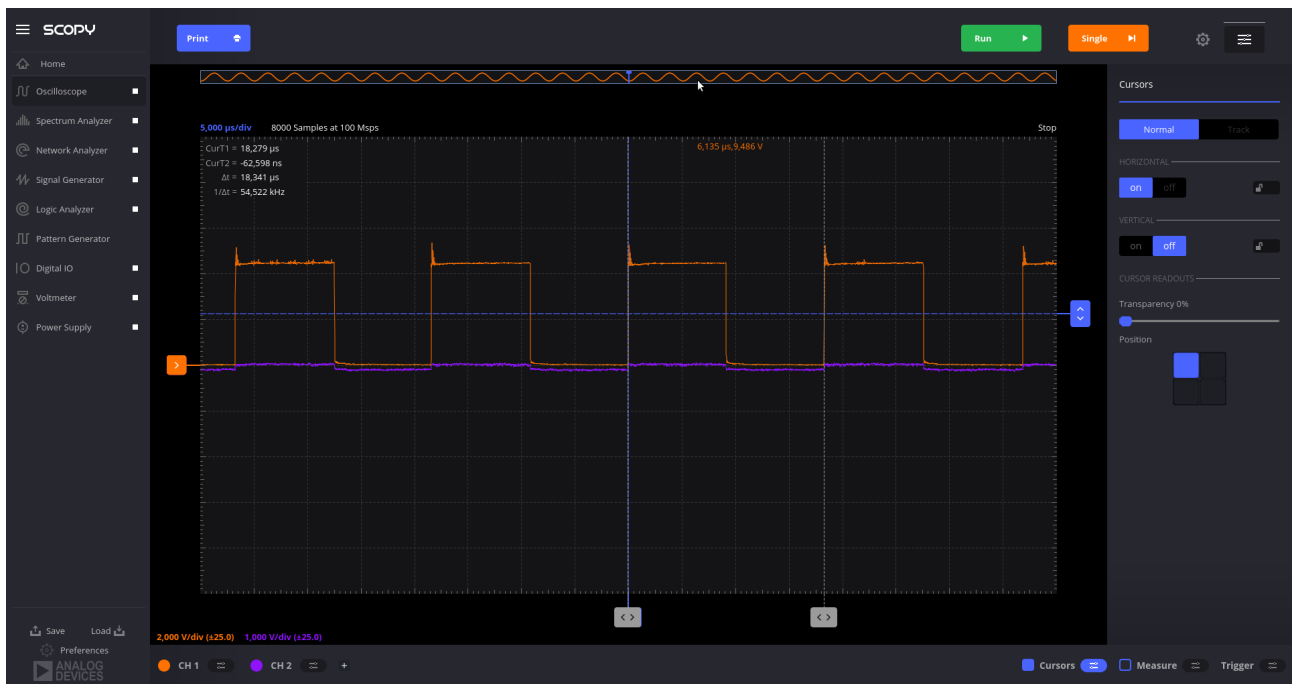 SCOPY
Print
Run
Single
Home
Oscilloscope
Spectrum Analyzer
Network Analyzer
Signal Generator
Logic Analyzer
Pattern Generator
Digital IO
Voltmeter
Power Supply
Save Load
Preferences
ANALOG
DEVICES
5,000 µs/div 8000 Samples at 100 Msps Stop
CurT1 = 18,279 µs
CurT2 = -62,598 ns
Δt = 18,341 µs
1/Δt = 54,522 kHz
6,135 µs,9,486 V
2,000 V/div (±25.0) 1,000 V/div (±25.0)
CH 1 CH 2 +
Cursors Measure Trigger
Cursors
Normal Track
HORIZONTAL
on off
VERTICAL
on off
CURSOR READOUTS
Transparency 0%
Position